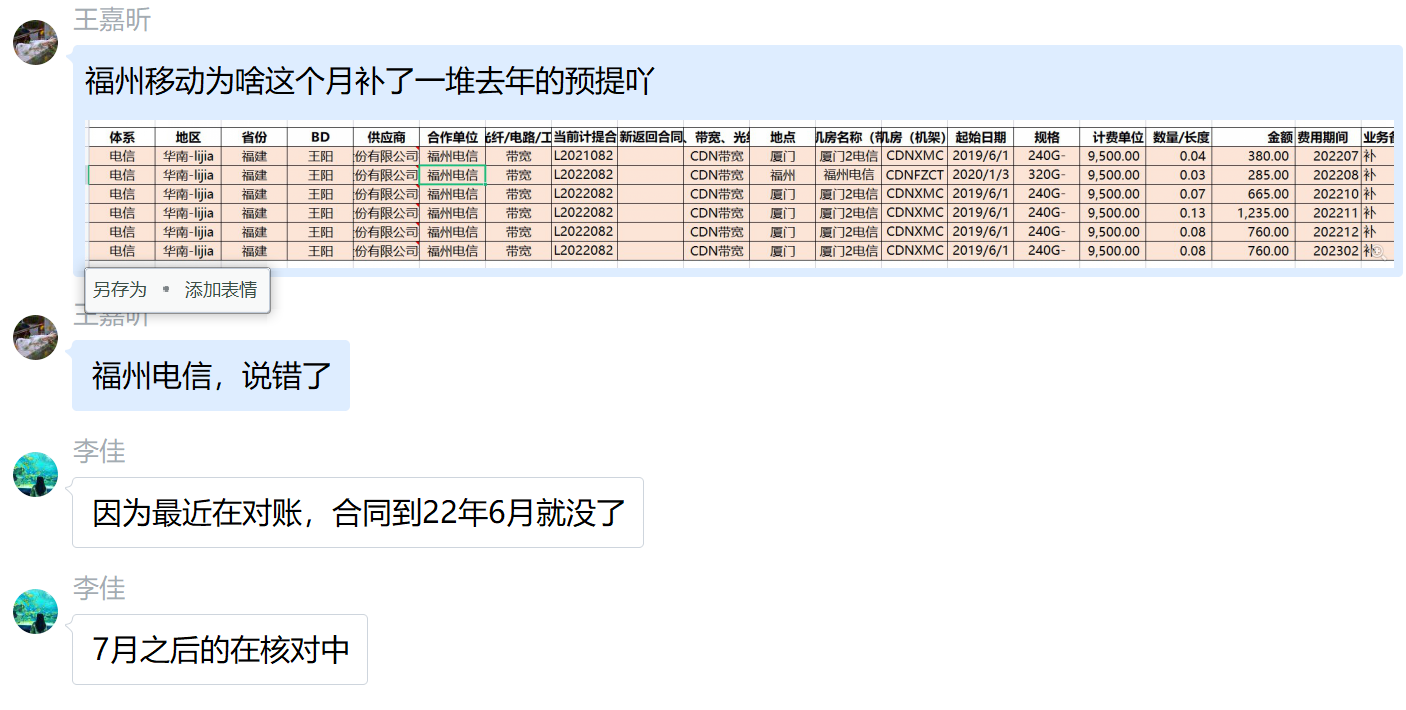 王嘉昕
福州移动为啥这个月补了一堆去年的预提吖
体系 地区 省份 BD 供应商 合作单位 纤/电路/工 当前计提合 新返回合同 、带宽、光纤 地点 机房名称（ 机房（机架） 起始日期 规格 计费单位 数量/长度 金额 费用期间 业务
电信 华南-lijia 福建 王阳 份有限公司 福州电信 带宽 L2021082 CDN带宽 厦门 厦门2电信 CDNXMC 2019/6/1 240G- 9,500.00 0.04 380.00 202207 补
电信 华南-lijia 福建 王阳 份有限公司 福州电信 带宽 L2022082 CDN带宽 福州 福州电信 CDNFZCT 2020/1/3 320G- 9,500.00 0.03 285.00 202208 补
电信 华南-lijia 福建 王阳 份有限公司 福州电信 带宽 L2022082 CDN带宽 厦门 厦门2电信 CDNXMC 2019/6/1 240G- 9,500.00 0.07 665.00 202210 补
电信 华南-lijia 福建 王阳 份有限公司 福州电信 带宽 L2022082 CDN带宽 厦门 厦门2电信 CDNXMC 2019/6/1 240G- 9,500.00 0.13 1,235.00 202211 补
电信 华南-lijia 福建 王阳 份有限公司 福州电信 带宽 L2022082 CDN带宽 厦门 厦门2电信 CDNXMC 2019/6/1 240G- 9,500.00 0.08 760.00 202212 补
电信 华南-lijia 福建 王阳 份有限公司 福州电信 带宽 L2022082 CDN带宽 厦门 厦门2电信 CDNXMC 2019/6/1 240G- 9,500.00 0.08 760.00 202302 补
另存为 • 添加表情
王嘉昕
福州电信，说错了
李佳
因为最近在对账，合同到22年6月就没了
李佳
7月之后的在核对中